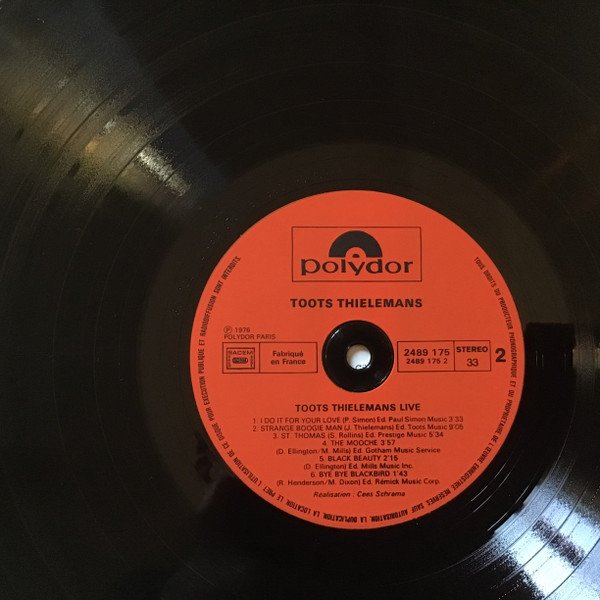 polydor
TOOTS THIELEMANS
℗ 1976
POLYDOR PARIS
SACEM
Fabriqué
en France
2489 175
2489 175 2
STEREO
33
2
TOOTS THIELEMANS LIVE
1. I DO IT FOR YOUR LOVE (P. Simon) Ed. Paul Simon Music 3'33
2. STRANGE BOOGIE MAN (J. Thielemans) Ed. Toots Music 9'05
3. ST. THOMAS (S. Rollins) Ed. Prestige Music 5'34
4. THE MOOCHE 3'57
(D. Ellington/M. Mills) Ed. Gotham Music Service
5. BLACK BEAUTY 2'15
(D. Ellington) Ed. Mills Music Inc.
6. BYE BYE BLACKBIRD 1'43
(R. Henderson/M. Dixon) Ed. Remick Music Corp.
Réalisation : Cees Schrama
TOUS DROITS DU PRODUCTEUR PHONOGRAPHIQUE ET DU PROPRIETAIRE DE L'ŒUVRE ENREGISTREE RESERVES. SAUF AUTORISATION, LA DUPLICATION, LA LOCATION, LE PRET, L'UTILISATION DE CE DISQUE POUR EXECUTION PUBLIQUE ET RADIODIFFUSION SONT INTERDITS.